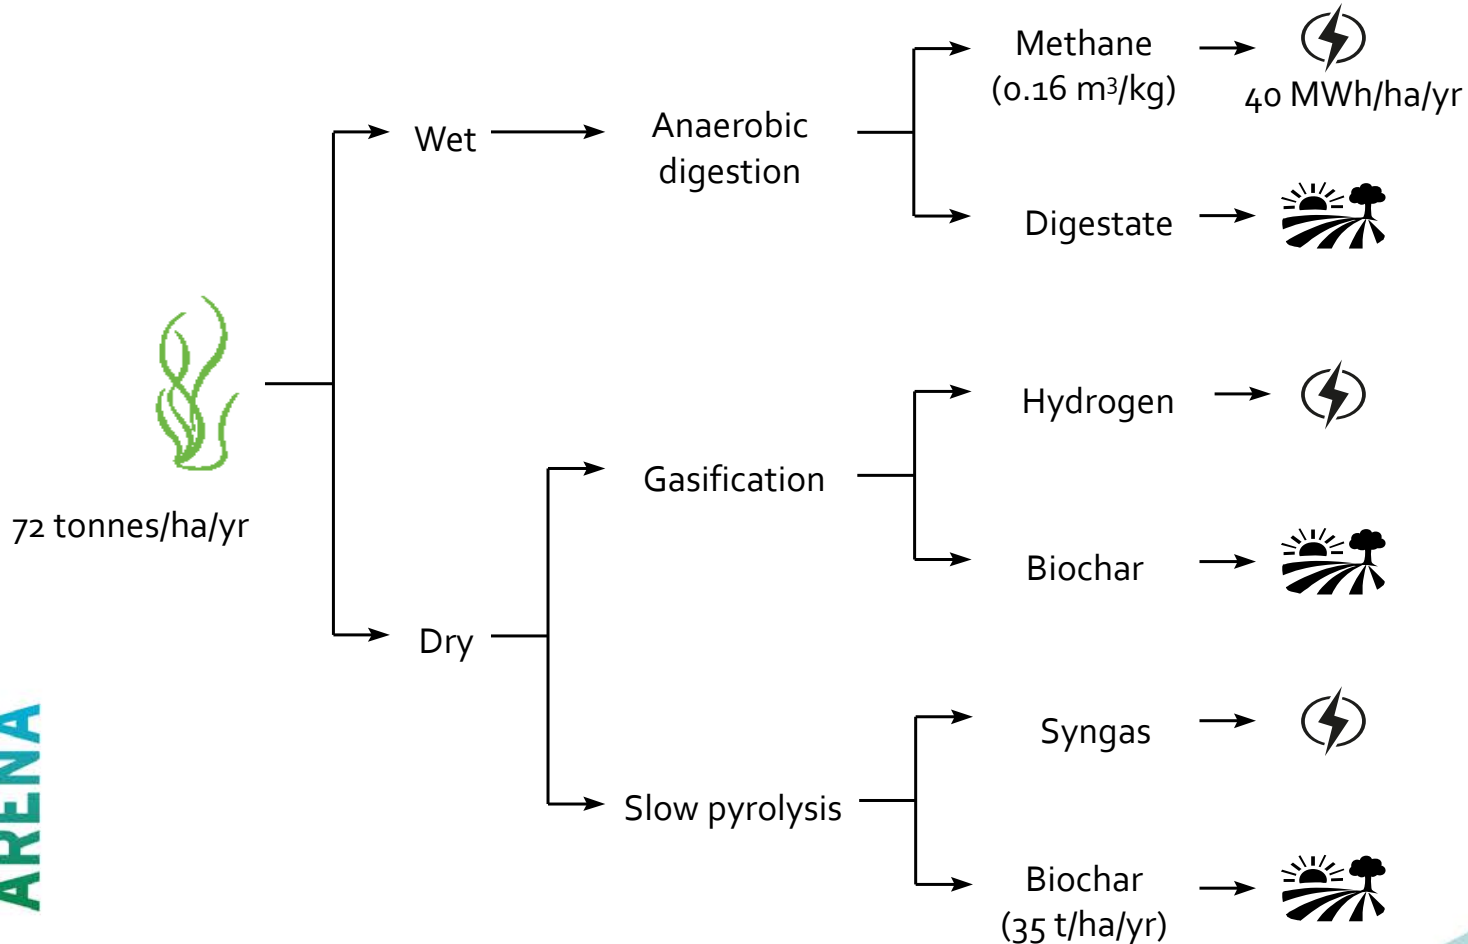 Methane
(0.16 m³/kg)
40 MWh/ha/yr
Wet
Anaerobic
digestion
Digestate
Hydrogen
Gasification
72 tonnes/ha/yr
Biochar
Dry
Syngas
Slow pyrolysis
Biochar
(35 t/ha/yr)
ARENA